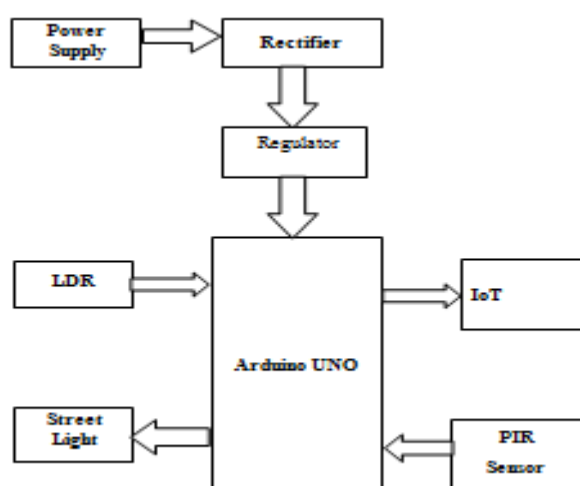 Power
Supply
Rectifier
Regulator
LDR
IoT
Arduino UNO
Street
Light
PIR
Sensor